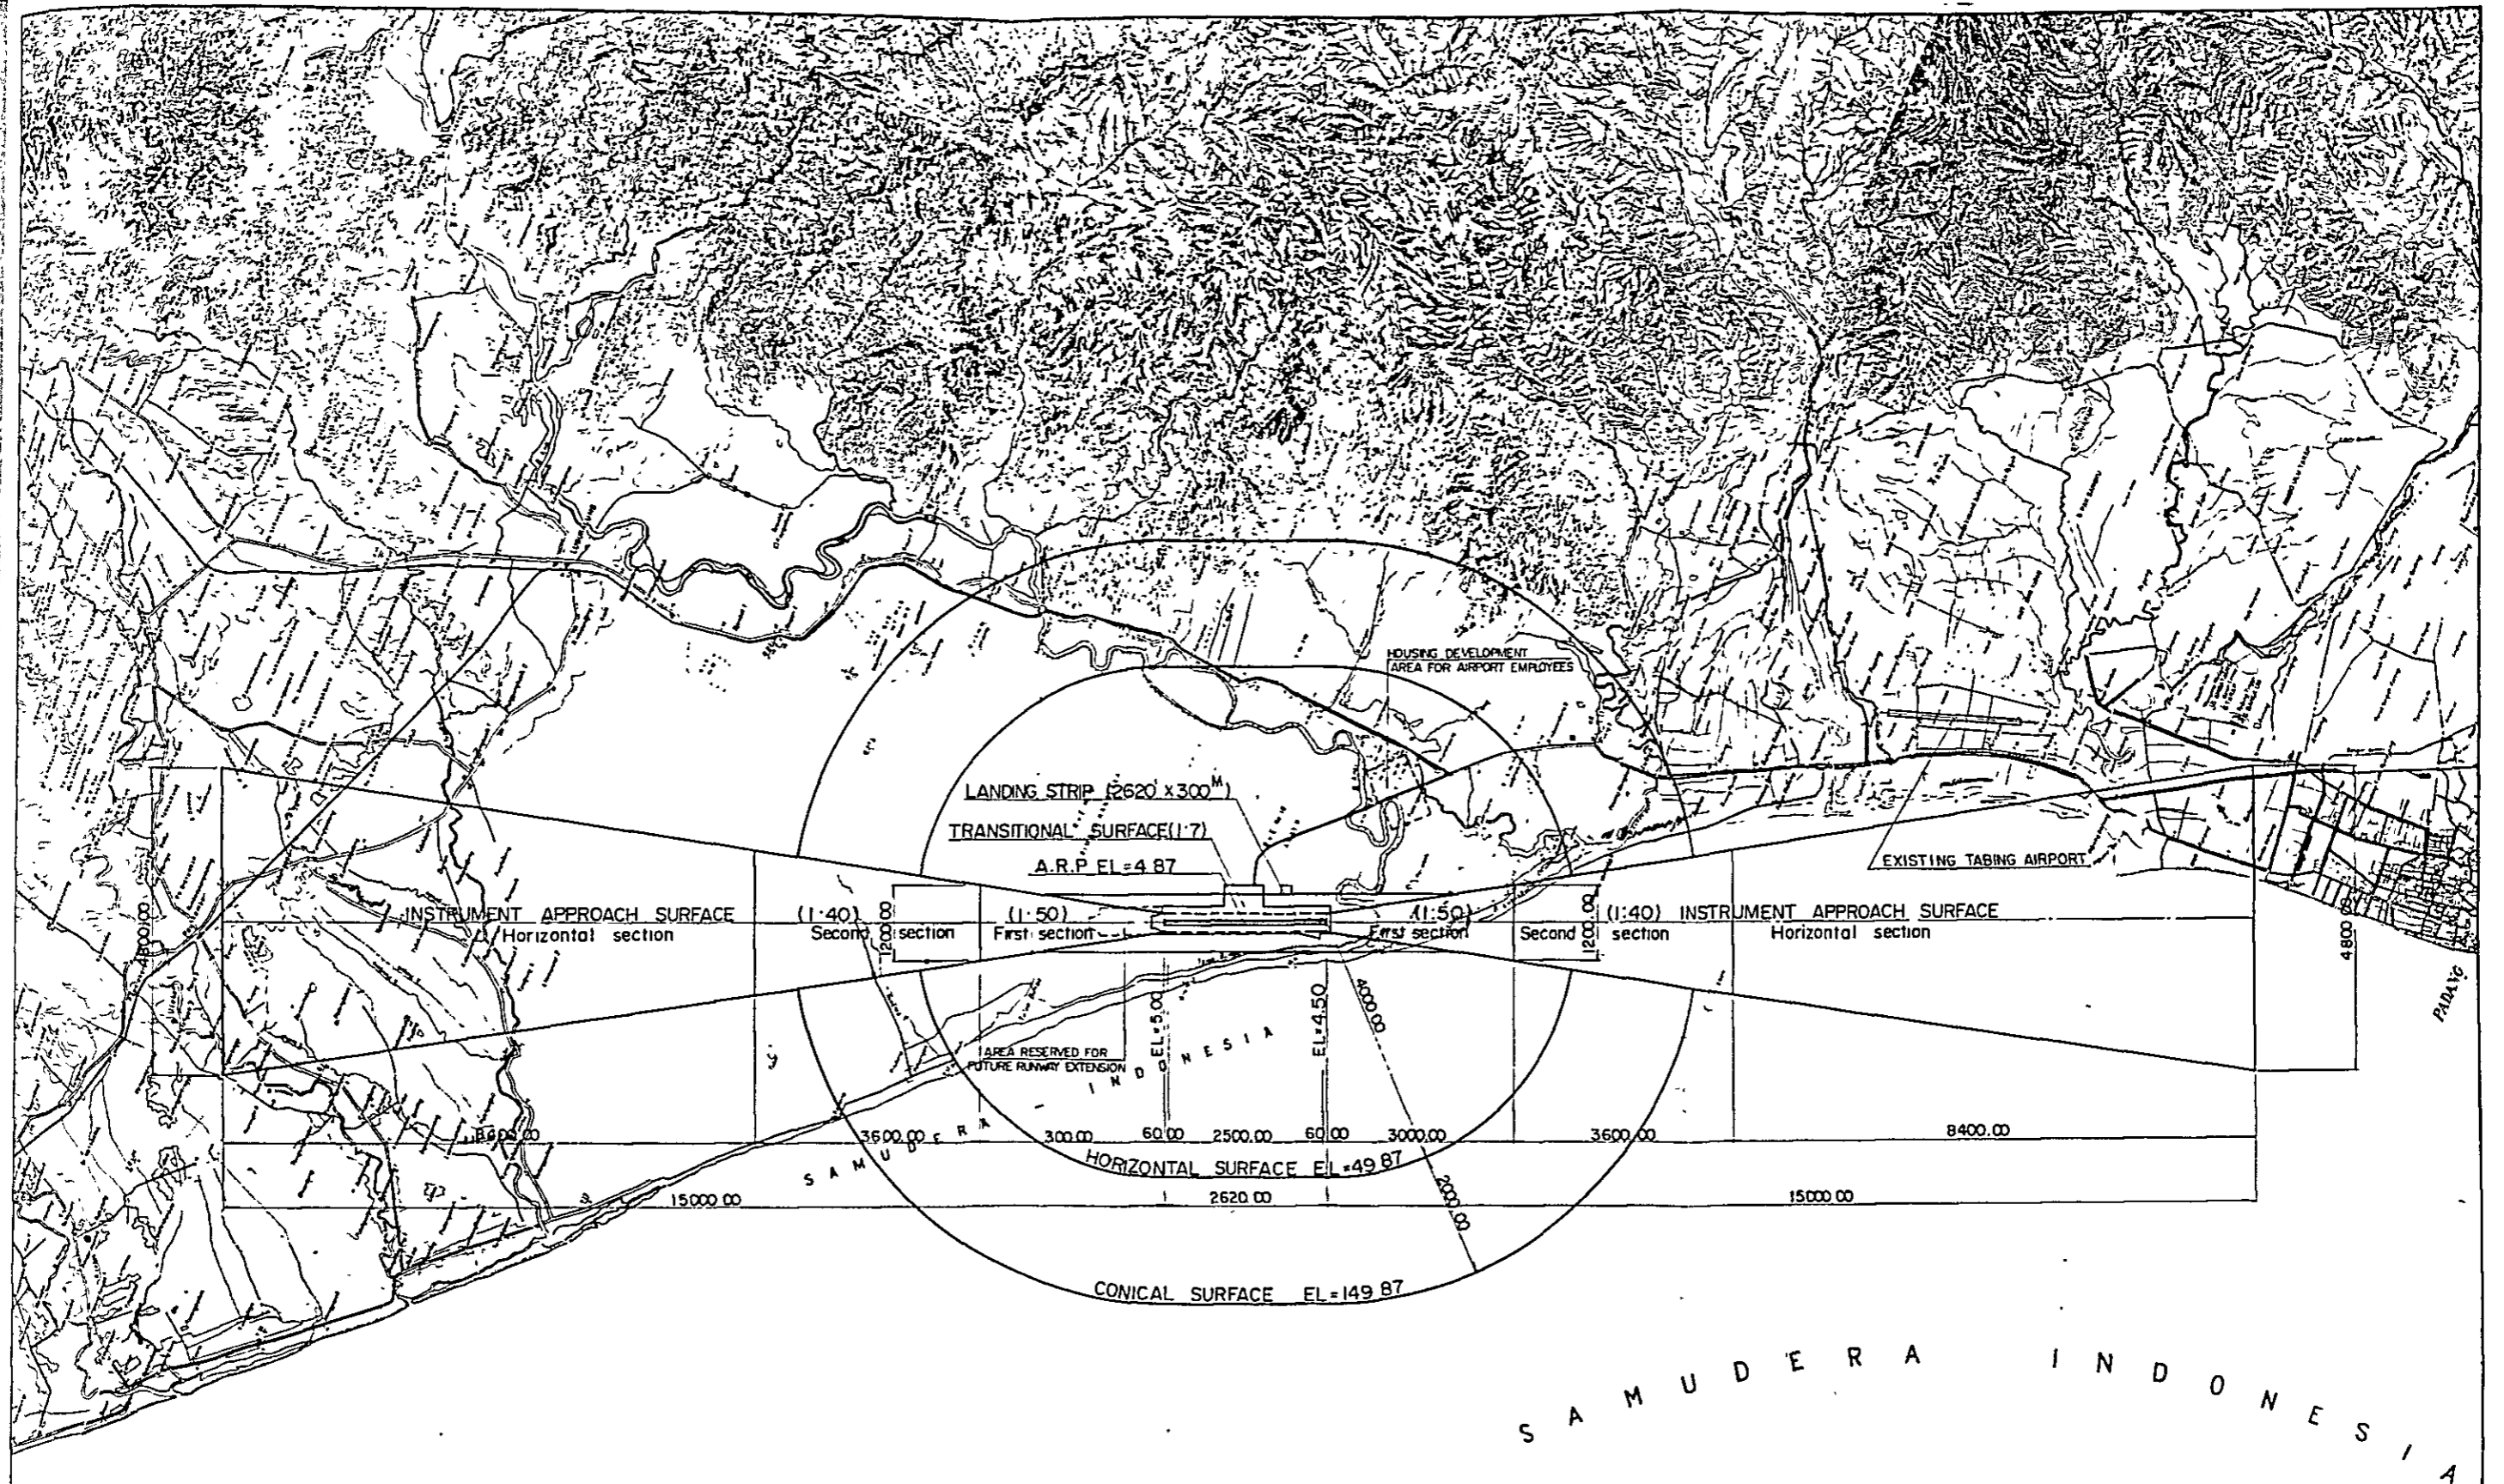 HOUSING DEVELOPMENT
AREA FOR AIRPORT EMPLOYEES
LANDING STRIP (2620 x 300M)
TRANSITIONAL SURFACE (1:7)
A.R.P EL=4.87
EXISTING TABING AIRPORT
4800.00
INSTRUMENT APPROACH SURFACE
Horizontal section
(1:40)
Second section
1200.00
(1:50)
First section
(1:50)
First section
(1:40)
Second section
1200.00
INSTRUMENT APPROACH SURFACE
Horizontal section
4800.00
PADANG
AREA RESERVED FOR
FUTURE RUNWAY EXTENSION
EL=5.00
EL=4.50
4000.00
SAMUDERA - INDONESIA
8400.00
3600.00
300.00
60.00
2500.00
60.00
3000.00
3600.00
8400.00
HORIZONTAL SURFACE EL=49.87
15000.00
2620.00
2000.00
15000.00
CONICAL SURFACE EL=149.87
SAMUDERA INDONESIA